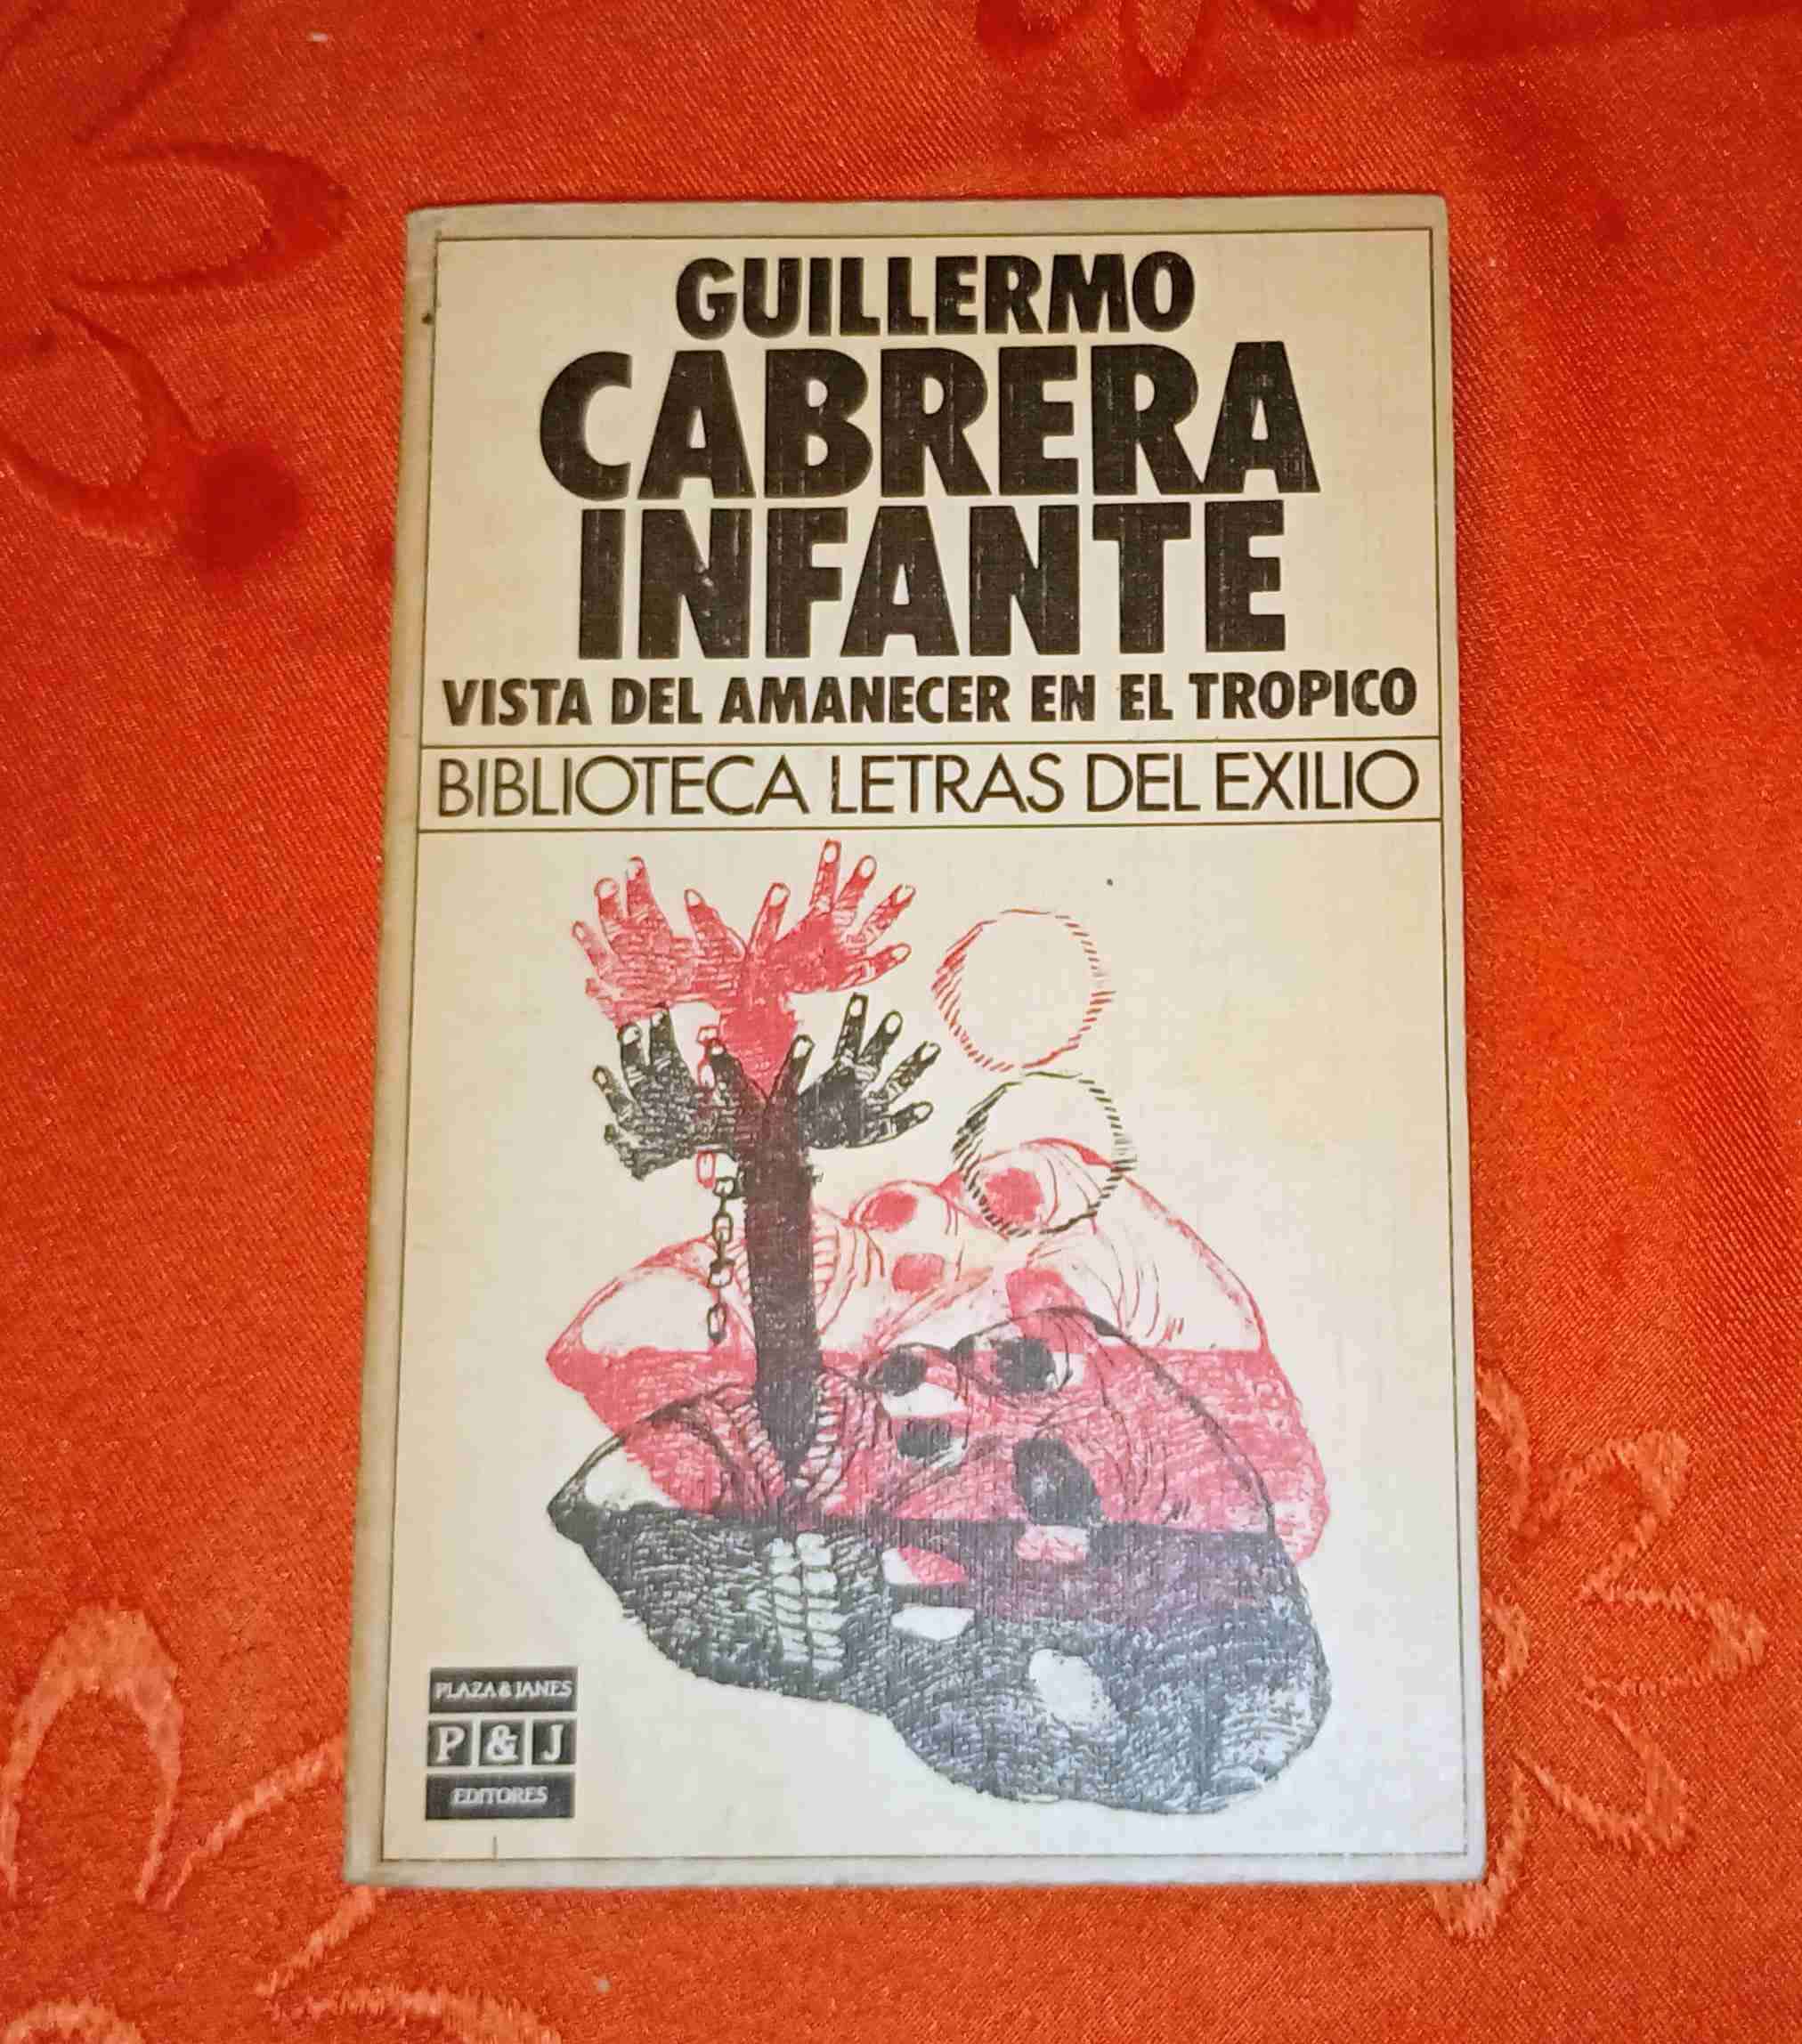 GUILLERMO
CABRERA
INFANTE
VISTA DEL AMANECER EN EL TROPICO
BIBLIOTECA LETRAS DEL EXILIO
PLAZA & JANES
P & J
EDITORES